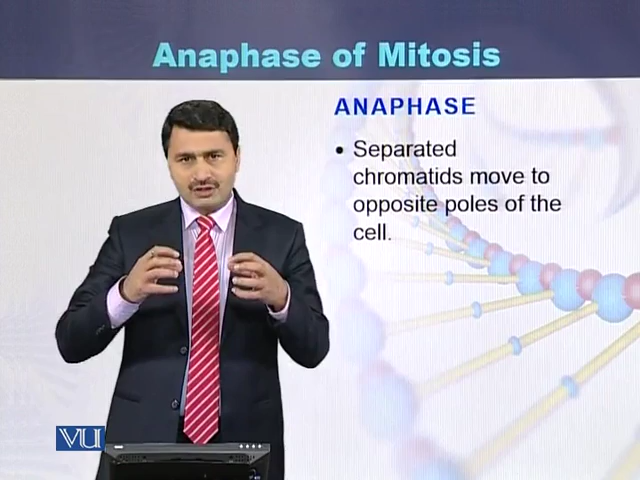 Anaphase of Mitosis
ANAPHASE
• Separated
chromatids move to
opposite poles of the
cell.
VU